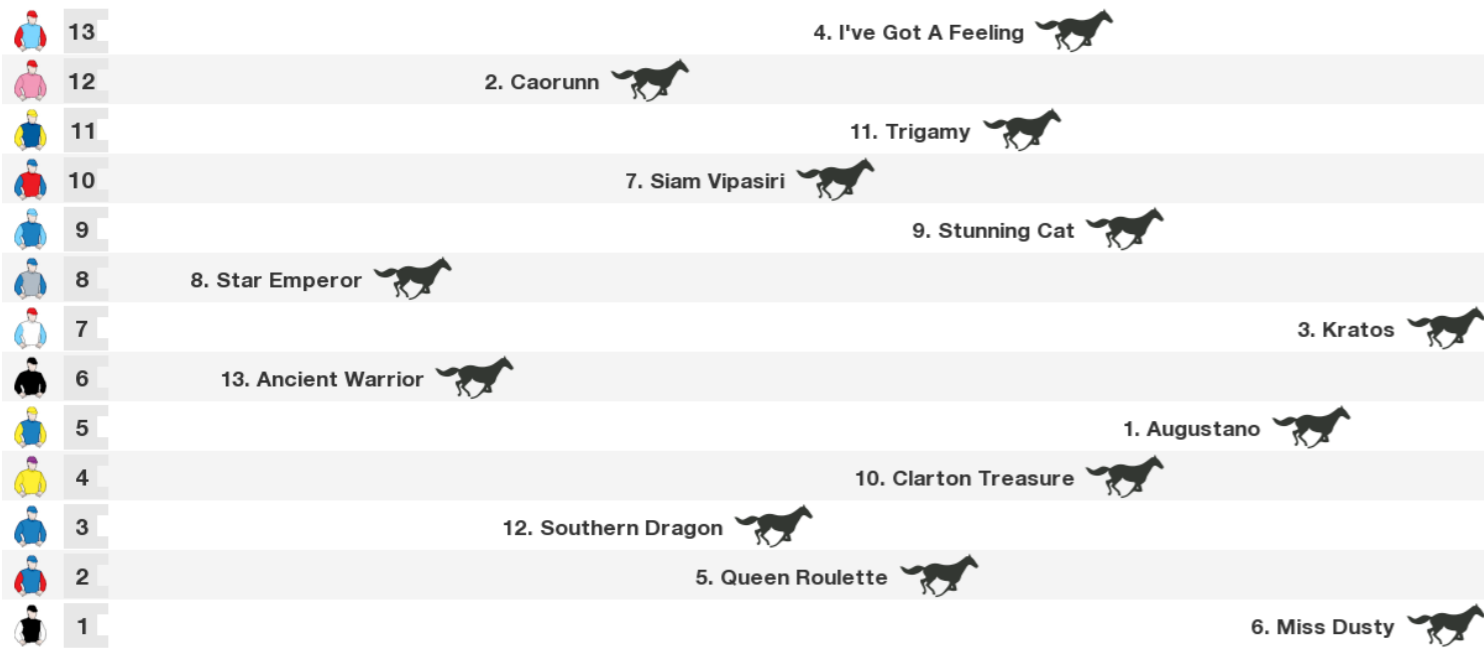 13 4. I've Got A Feeling
12 2. Caorunn
11 11. Trigamy
10 7. Siam Vipasiri
9 9. Stunning Cat
8 8. Star Emperor
7 3. Kratos
6 13. Ancient Warrior
5 1. Augustano
4 10. Clarton Treasure
3 12. Southern Dragon
2 5. Queen Roulette
1 6. Miss Dusty